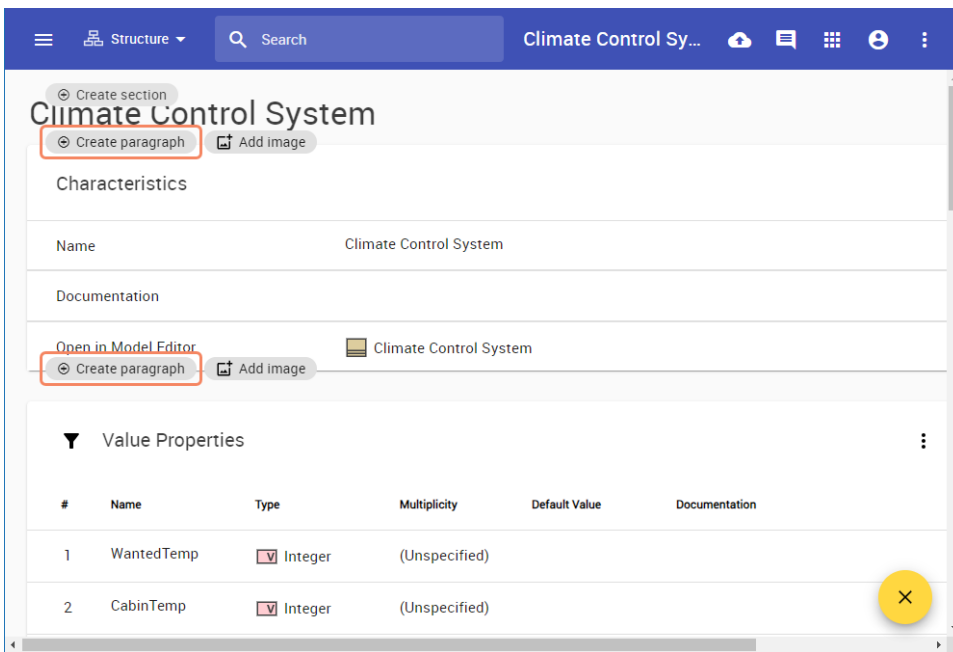 Structure Search Climate Control Sy...
Create section
Climate Control System
Create paragraph Add image
Characteristics
Name Climate Control System
Documentation
Open in Model Editor Climate Control System
Create paragraph Add image
Value Properties
# Name Type Multiplicity Default Value Documentation
1 WantedTemp V Integer (Unspecified)
2 CabinTemp V Integer (Unspecified)